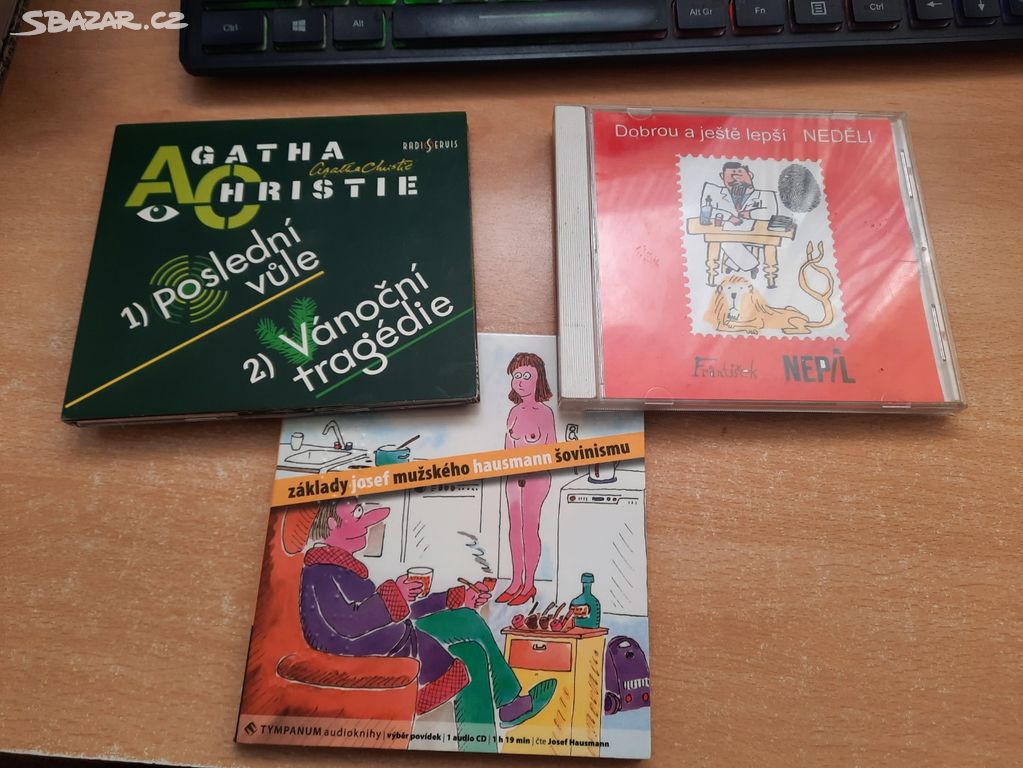 SBAZAR.cz
Ctrl
Alt
Alt Gr
Fn
Ctrl
AGATHA
CHRISTIE
Agatha Christie
RADIOSERVIS
1) Poslední
vůle
2) Vánoční
tragédie
Dobrou a ještě lepší NEDĚLI
František NEPIL
základy josef mužského hausmann šovinismu
TYMPANUM audioknihy | výběr povídek | 1 audio CD | 1 h 19 min | čte Josef Hausmann